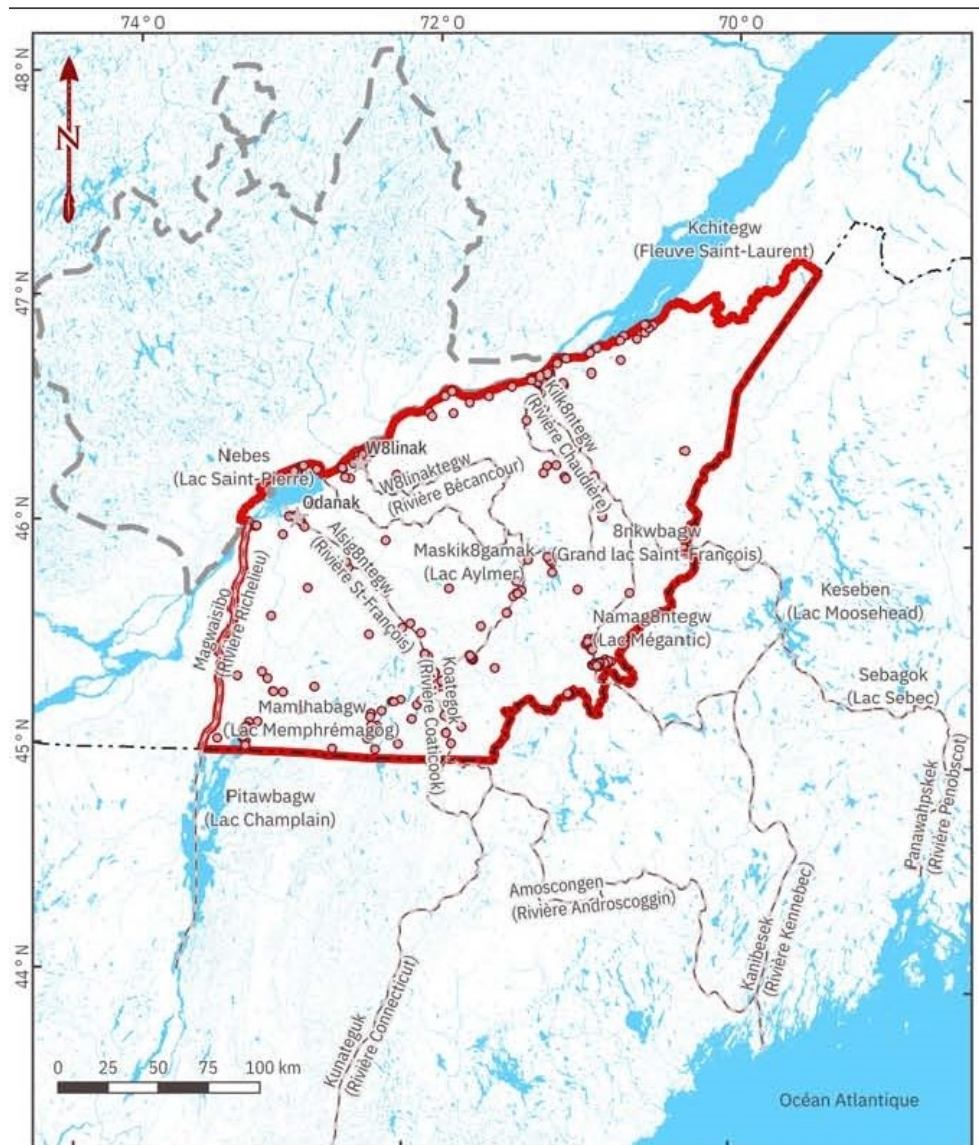 74° O
72° O
70° O
48° N
47° N
46° N
45° N
44° N
N
Kchitegw
(Fleuve Saint-Laurent)
W8linak
Nebes
(Lac Saint-Pierre)
Odanak
W8linaktegw
(Rivière Bécancour)
Kilk8ntegw
(Rivière Chaudière)
Alsig8ntegw
(Rivière St-François)
Maskik8gamak
(Lac Aylmer)
8nkwbagw
(Grand lac Saint-François)
Magwaisibo
(Rivière Richelieu)
Keseben
(Lac Moosehead)
Namag8ntegw
(Lac Mégantic)
Koategok
(Rivière Coaticook)
Sebagok
(Lac Sebec)
Mamlhabagw
(Lac Memphrémagog)
Pitawbagw
(Lac Champlain)
Panawahpskek
(Rivière Penobscot)
Amoscongen
(Rivière Androscoggin)
Kanibesek
(Rivière Kennebec)
Kunateguk
(Rivière Connecticut)
0 25 50 75 100 km
Océan Atlantique